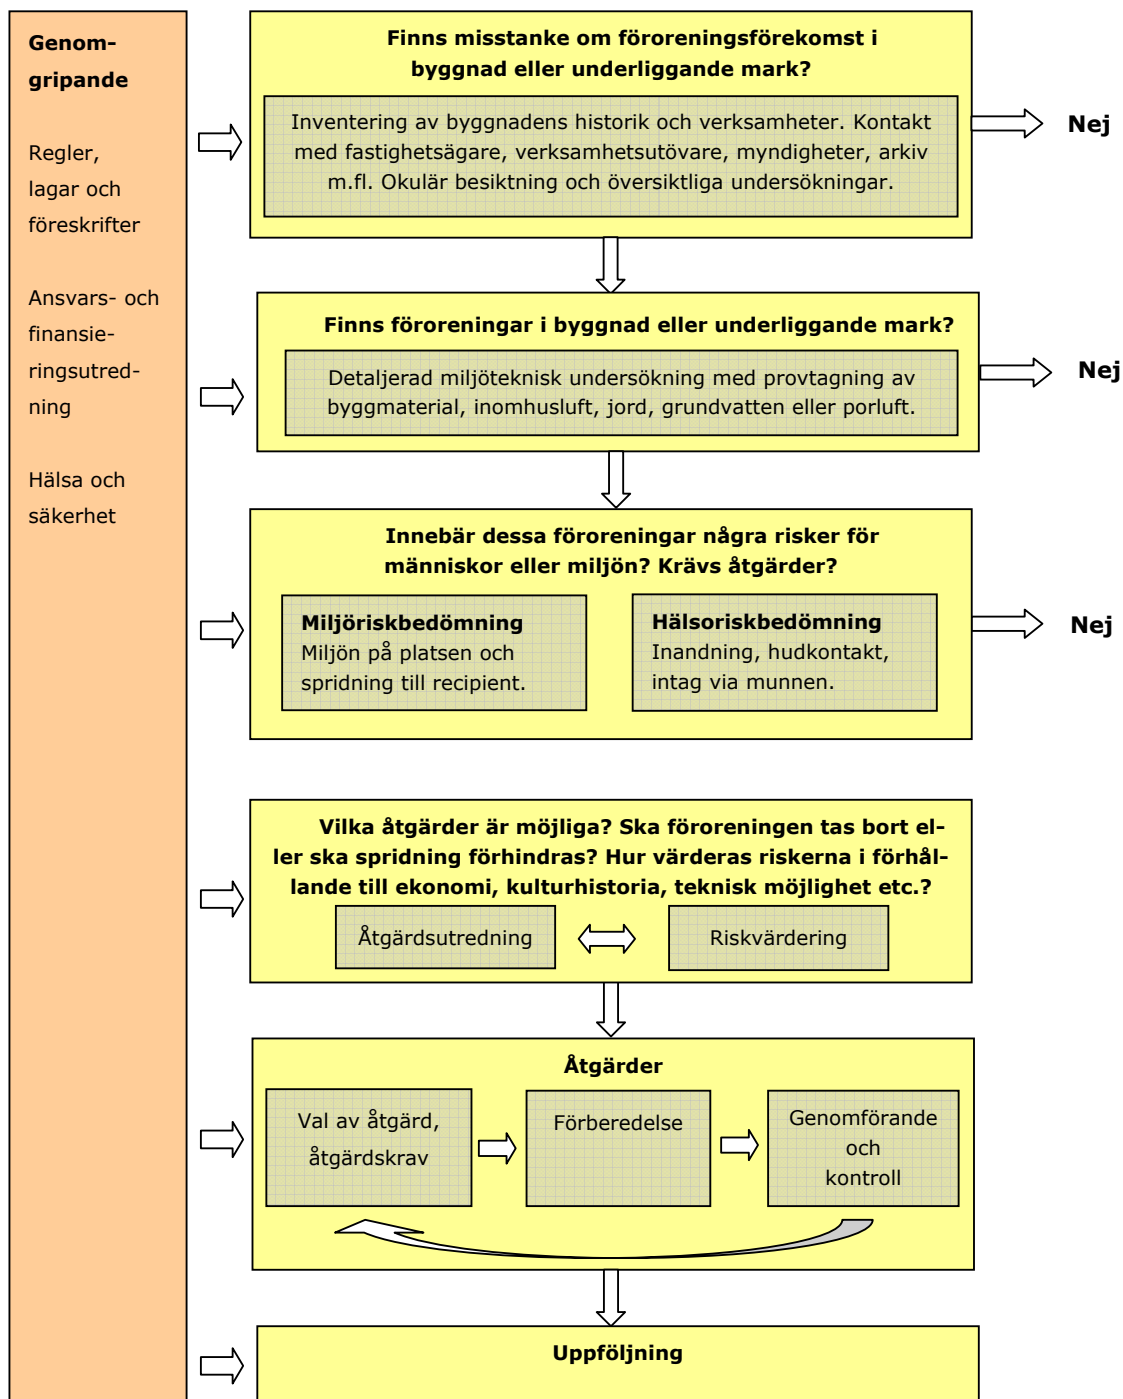 Genom-
gripande
Regler,
lagar och
föreskrifter
Ansvars- och
finansie-
ringsutred-
ning
Hälsa och
säkerhet
Finns misstanke om föroreningsförekomst i
byggnad eller underliggande mark?
Inventering av byggnadens historik och verksamheter. Kontakt
med fastighetsägare, verksamhetsutövare, myndigheter, arkiv
m.fl. Okulär besiktning och översiktliga undersökningar.
Nej
Finns föroreningar i byggnad eller underliggande mark?
Detaljerad miljöteknisk undersökning med provtagning av
byggmaterial, inomhusluft, jord, grundvatten eller porluft.
Nej
Innebär dessa föroreningar några risker för
människor eller miljön? Krävs åtgärder?
Miljöriskbedömning
Miljön på platsen och
spridning till recipient.
Hälsoriskbedömning
Inandning, hudkontakt,
intag via munnen.
Nej
Vilka åtgärder är möjliga? Ska föroreningen tas bort el-
ler ska spridning förhindras? Hur värderas riskerna i förhål-
lande till ekonomi, kulturhistoria, teknisk möjlighet etc.?
Åtgärdsutredning
Riskvärdering
Åtgärder
Val av åtgärd,
åtgärdskrav
Förberedelse
Genomförande
och
kontroll
Uppföljning